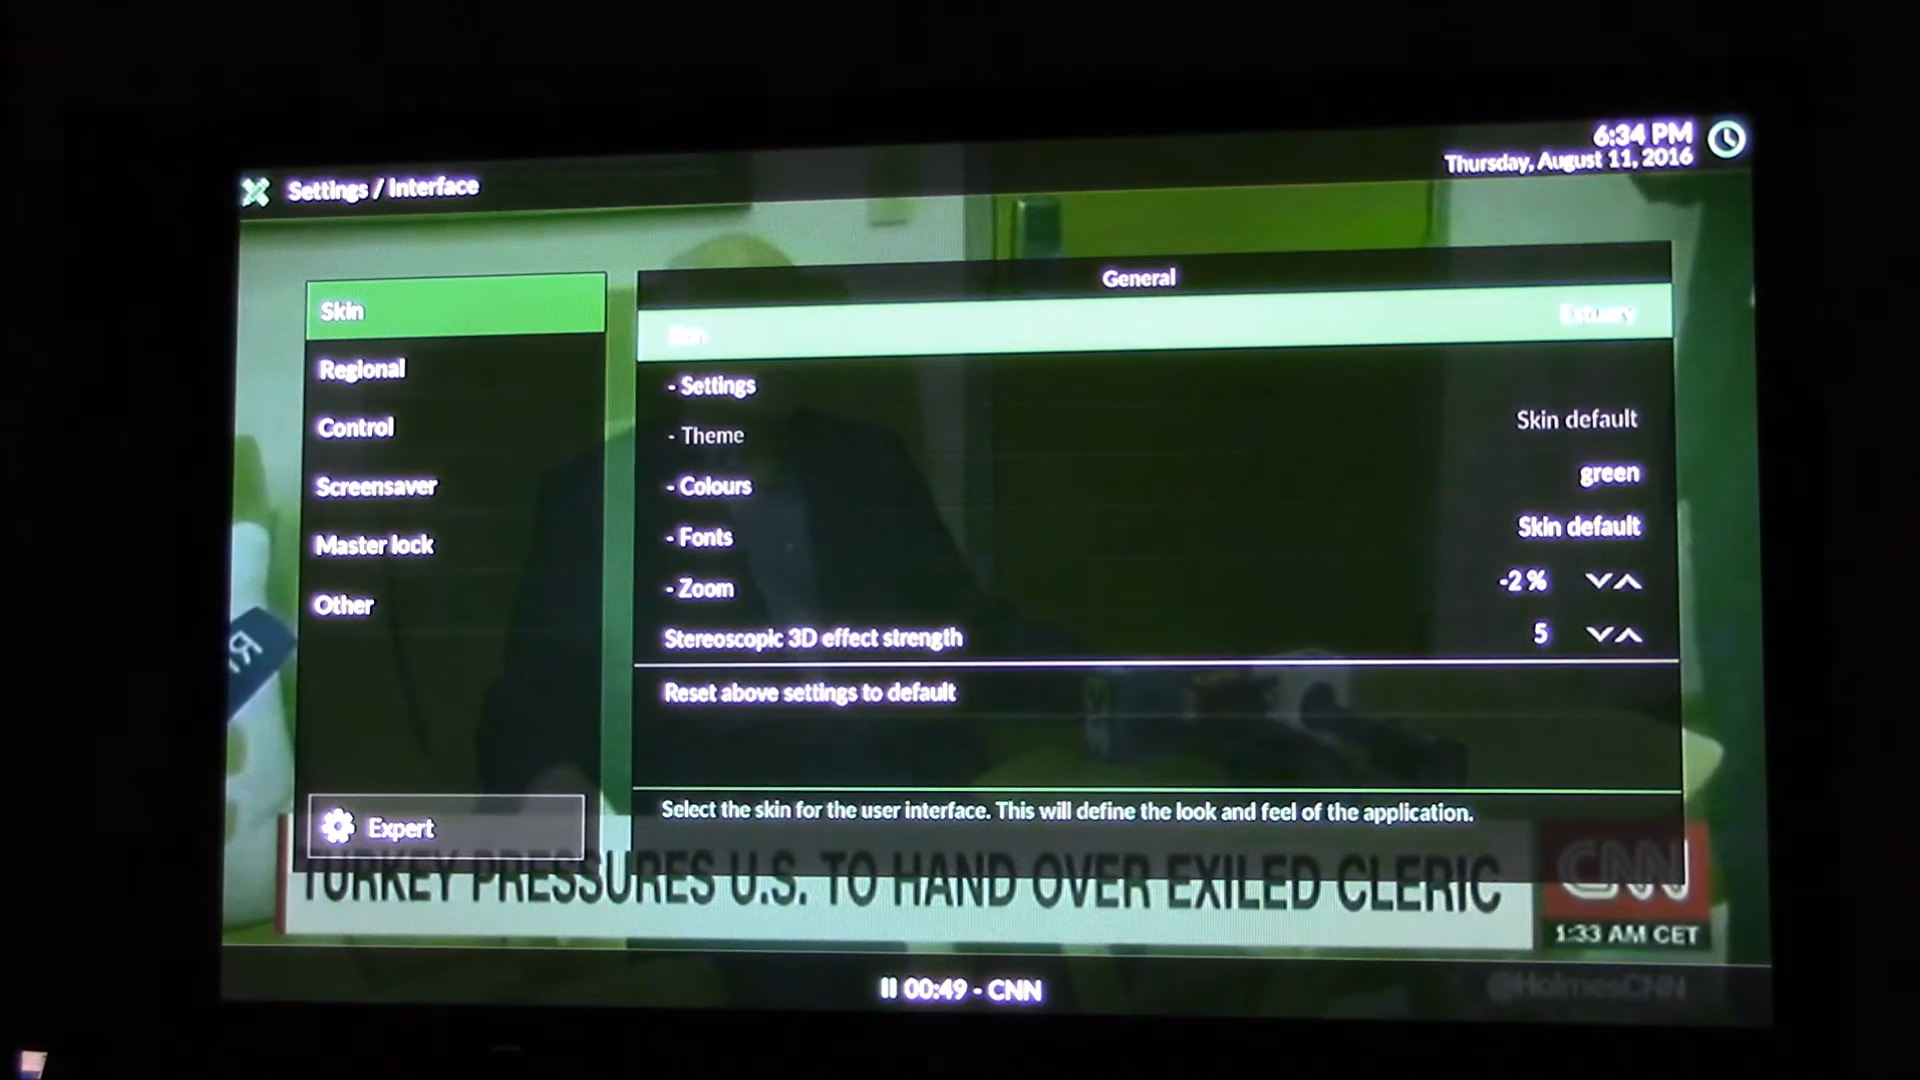 6:34 PM
Thursday, August 11, 2016
Settings / Interface
Skin
Regional
Control
Screensaver
Master lock
Other
Expert
General
Skin Estuary
- Settings
- Theme Skin default
- Colours green
- Fonts Skin default
- Zoom -2 %
Stereoscopic 3D effect strength 5
Reset above settings to default
Select the skin for the user interface. This will define the look and feel of the application.
TURKEY PRESSURES U.S. TO HAND OVER EXILED CLERIC
CNN
1:33 AM CET
00:49 - CNN
@HolmesCNN